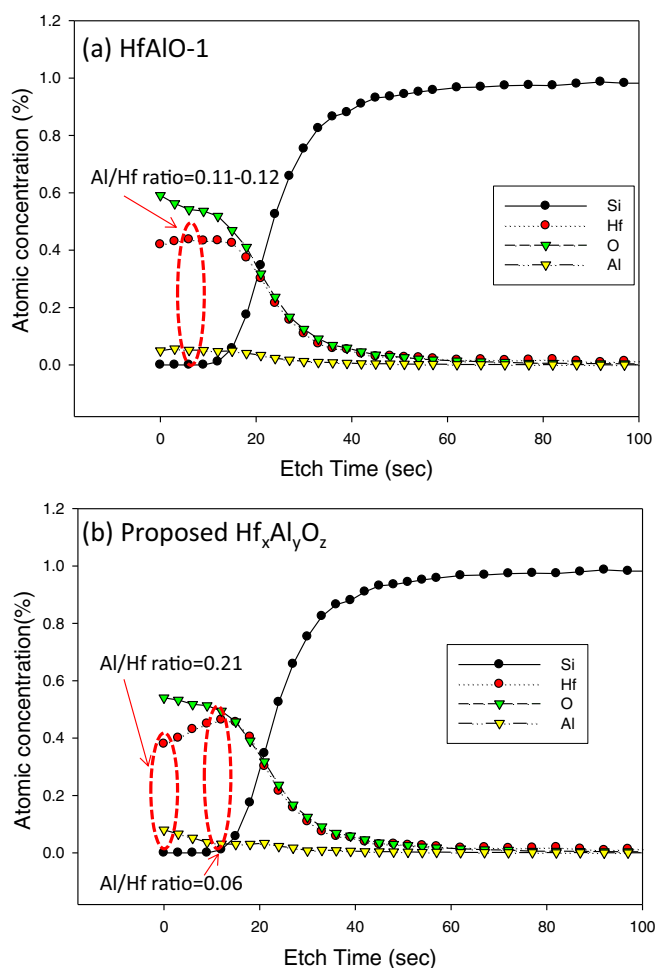 (a) HfAlO-1
1.2
1.0
0.8
0.6
0.4
0.2
0.0
Atomic concentration (%)
Al/Hf ratio=0.11-0.12
Si
Hf
O
Al
0 20 40 60 80 100
Etch Time (sec)
(b) Proposed HfxAlyOz
1.2
1.0
0.8
0.6
0.4
0.2
0.0
Atomic concentration(%)
Al/Hf ratio=0.21
Si
Hf
O
Al
Al/Hf ratio=0.06
0 20 40 60 80 100
Etch Time (sec)